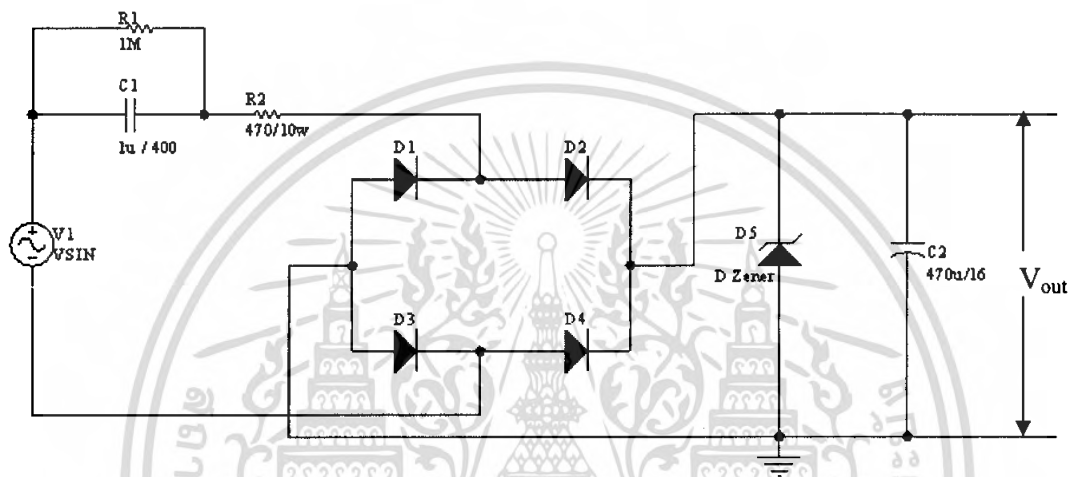 R1
1M
C1
1u / 400
R2
470/10w
D1
D2
V1
VSIN
D3
D4
D5
D Zener
C2
470u/16
Vout